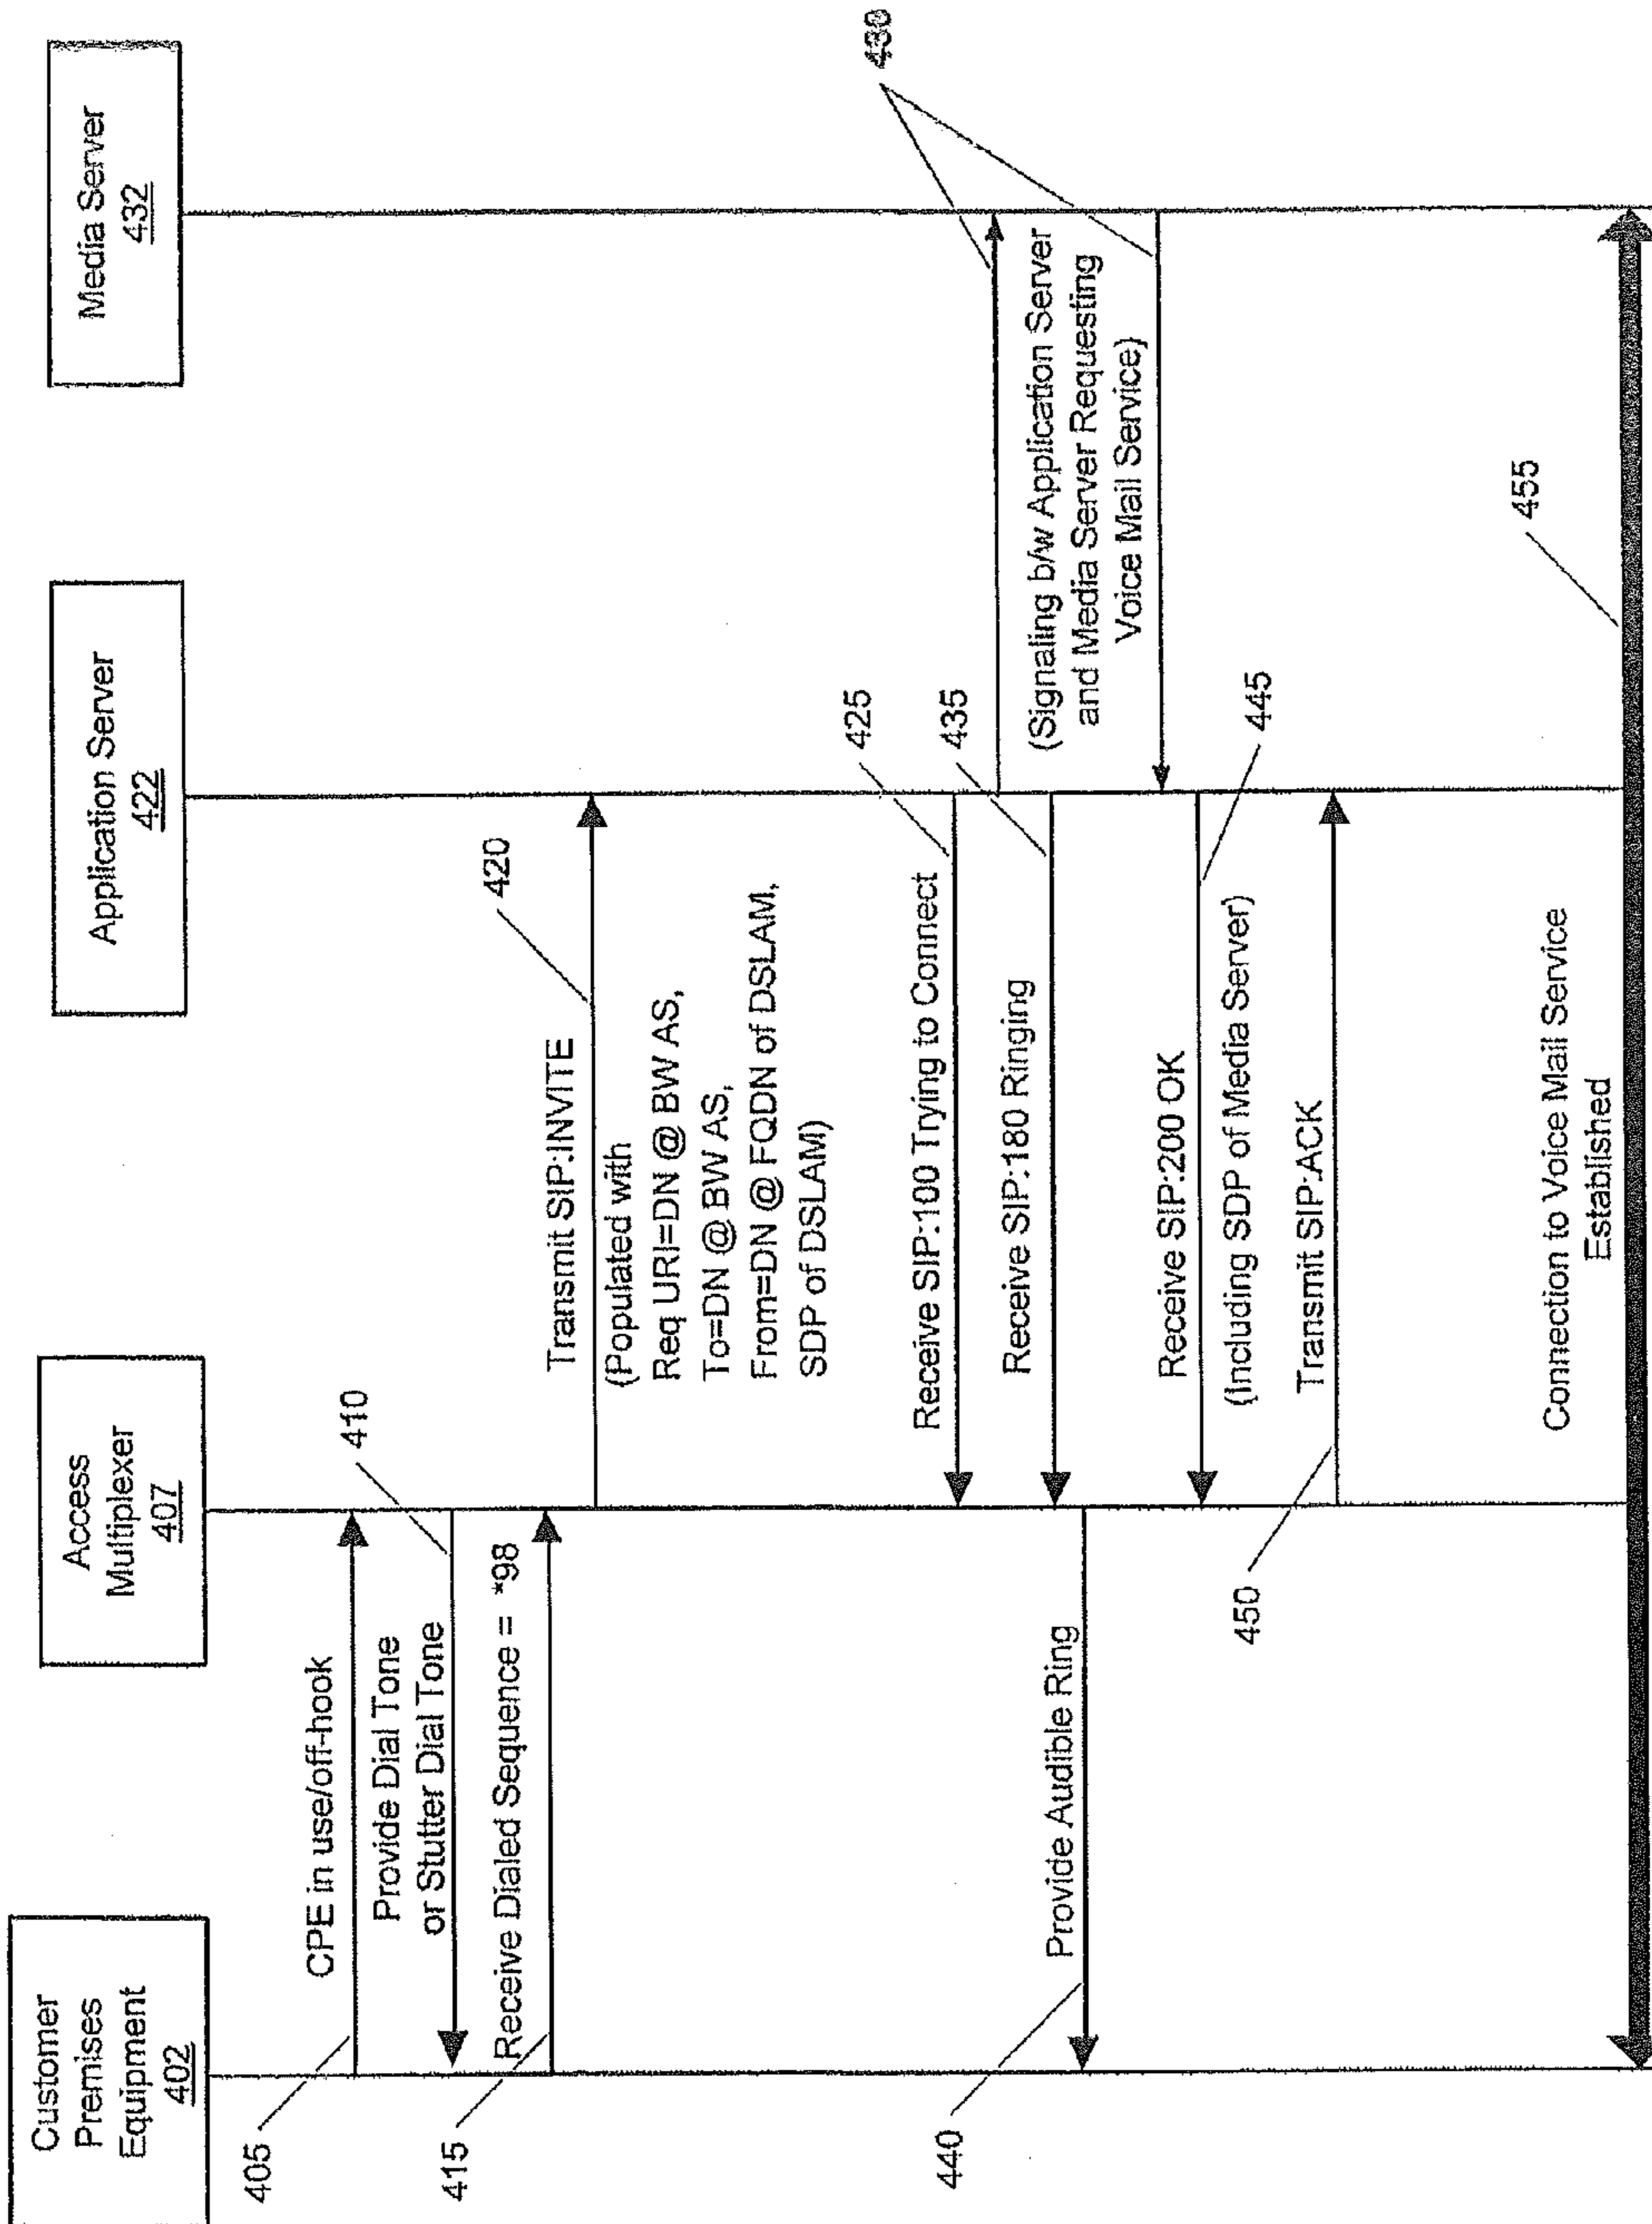 Customer
Premises
Equipment
402
Access
Multiplexer
407
Application Server
422
Media Server
432
405
CPE in use/off-hook
410
Provide Dial Tone
or Stutter Dial Tone
415
Receive Dialed Sequence = *98
Transmit SIP:INVITE
420
(Populated with
Req URI=DN @ BW AS,
To=DN @ BW AS,
From=DN @ FQDN of DSLAM,
SDP of DSLAM)
Receive SIP:100 Trying to Connect
425
430
Receive SIP:180 Ringing
435
(Signaling b/w Application Server
and Media Server Requesting
Voice Mail Service)
440
Provide Audible Ring
Receive SIP:200 OK
445
(Including SDP of Media Server)
450
Transmit SIP:ACK
Connection to Voice Mail Service
Established
455